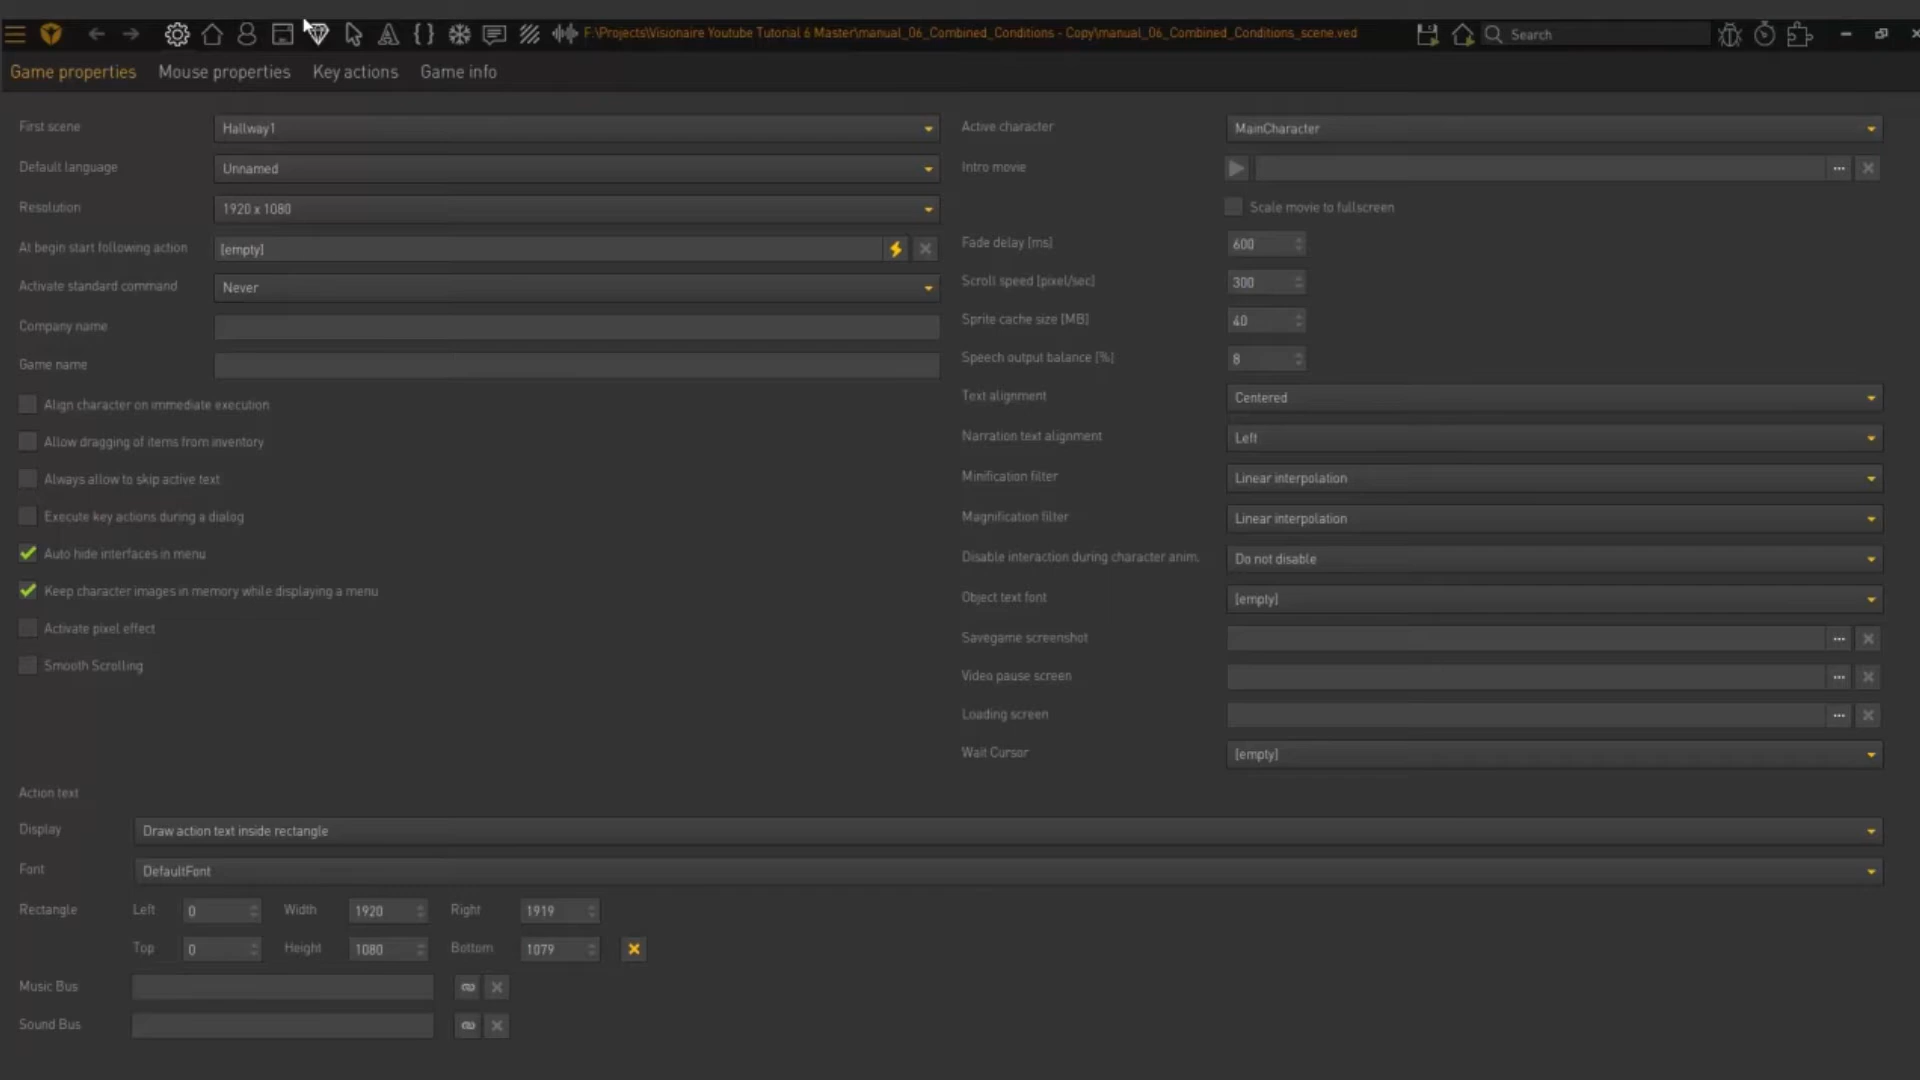 F:\Projects\Visionaire Youtube Tutorial 6 Master\manual_06_Combined_Conditions - Copy\manual_06_Combined_Conditions_scene.ved
Search
Game properties
Mouse properties
Key actions
Game info
First scene
Hallway1
Default language
Unnamed
Resolution
1920 x 1080
At begin start following action
[empty]
Activate standard command
Never
Company name
Game name
Align character on immediate execution
Allow dragging of items from inventory
Always allow to skip active text
Execute key actions during a dialog
Auto hide interfaces in menu
Keep character images in memory while displaying a menu
Activate pixel effect
Smooth Scrolling
Active character
MainCharacter
Intro movie
...
Scale movie to fullscreen
Fade delay [ms]
600
Scroll speed [pixel/sec]
300
Sprite cache size [MB]
40
Speech output balance [%]
8
Text alignment
Centered
Narration text alignment
Left
Minification filter
Linear interpolation
Magnification filter
Linear interpolation
Disable interaction during character anim.
Do not disable
Object text font
[empty]
Savegame screenshot
...
Video pause screen
...
Loading screen
...
Wait Cursor
[empty]
Action text
Display
Draw action text inside rectangle
Font
DefaultFont
Rectangle
Left
0
Width
1920
Right
1919
Top
0
Height
1080
Bottom
1079
Music Bus
Sound Bus